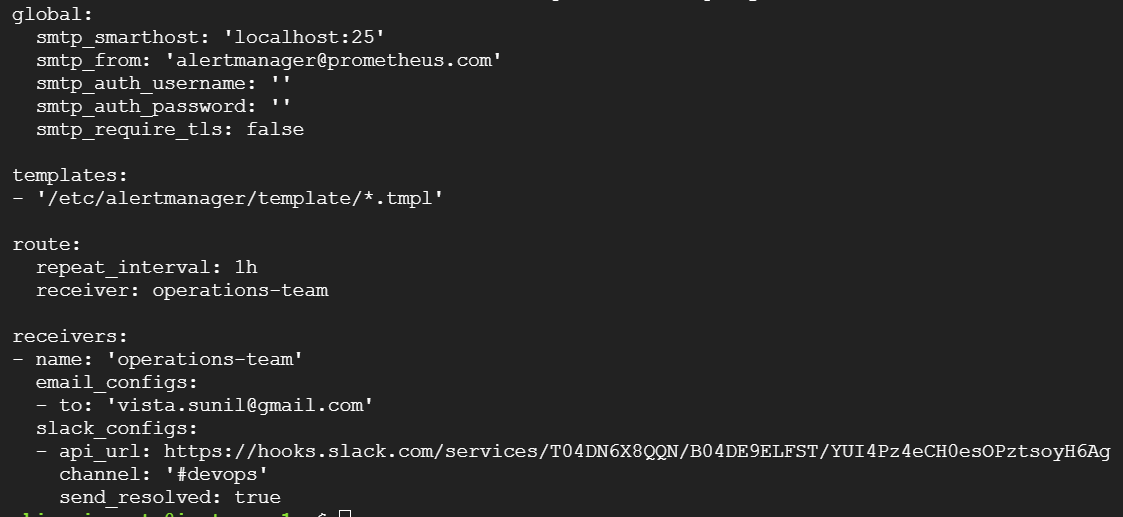 global:
  smtp_smarthost: 'localhost:25'
  smtp_from: 'alertmanager@prometheus.com'
  smtp_auth_username: ''
  smtp_auth_password: ''
  smtp_require_tls: false
templates:
- '/etc/alertmanager/template/*.tmpl'
route:
  repeat_interval: 1h
  receiver: operations-team
receivers:
- name: 'operations-team'
  email_configs:
  - to: 'vista.sunil@gmail.com'
  slack_configs:
  - api_url: https://hooks.slack.com/services/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
    channel: '#devops'
    send_resolved: true